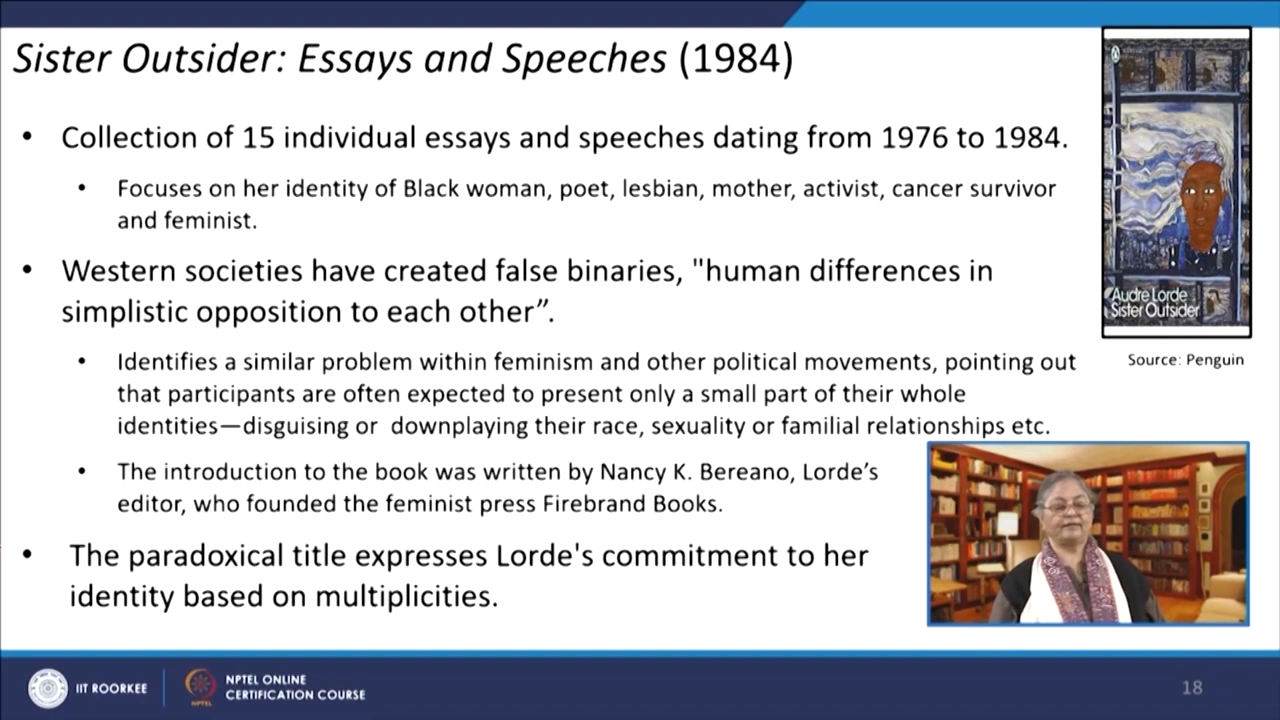 Sister Outsider: Essays and Speeches (1984)
• Collection of 15 individual essays and speeches dating from 1976 to 1984.
• Focuses on her identity of Black woman, poet, lesbian, mother, activist, cancer survivor
and feminist.
• Western societies have created false binaries, "human differences in
simplistic opposition to each other”.
• Identifies a similar problem within feminism and other political movements, pointing out
that participants are often expected to present only a small part of their whole
identities—disguising or  downplaying their race, sexuality or familial relationships etc.
• The introduction to the book was written by Nancy K. Bereano, Lorde’s
editor, who founded the feminist press Firebrand Books.
• The paradoxical title expresses Lorde's commitment to her
identity based on multiplicities.
Audre Lorde
Sister Outsider
Source: Penguin
IIT ROORKEE
NPTEL
NPTEL ONLINE
CERTIFICATION COURSE
18